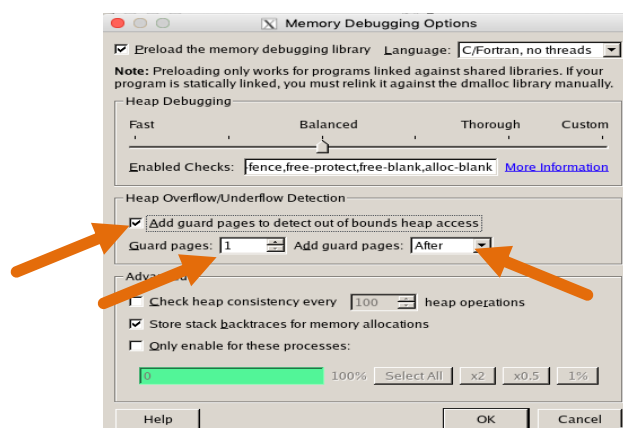 Memory Debugging Options
Preload the memory debugging library Language: C/Fortran, no threads
Note: Preloading only works for programs linked against shared libraries. If your
program is statically linked, you must relink it against the dmalloc library manually.
Heap Debugging
Fast Balanced Thorough Custom
Enabled Checks: -fence,free-protect,free-blank,alloc-blank More Information
Heap Overflow/Underflow Detection
Add guard pages to detect out of bounds heap access
Guard pages: 1 Add guard pages: After
Check heap consistency every 100 heap operations
Store stack backtraces for memory allocations
Only enable for these processes:
0 100% Select All x2 x0.5 1%
Help OK Cancel